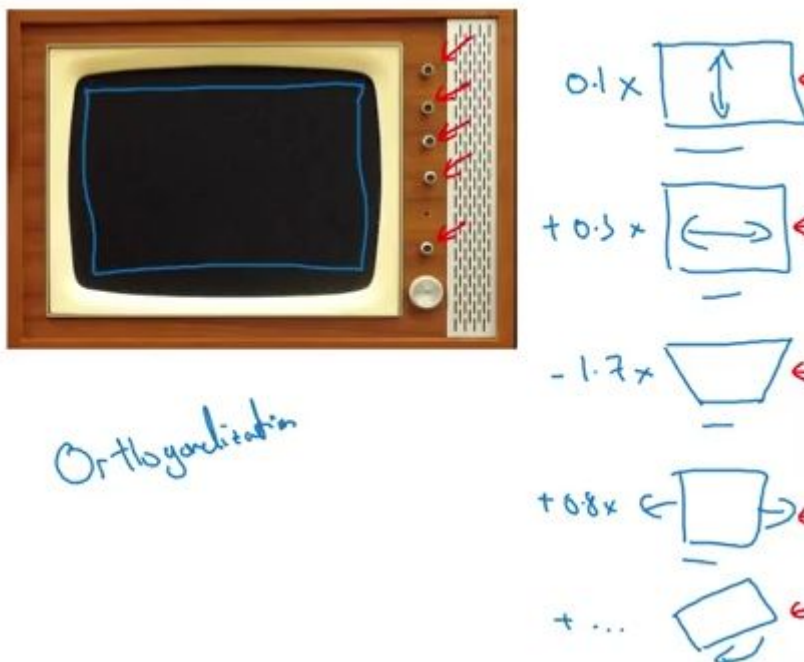 0.1 x
+ 0.3 x
- 1.7 x
Orthogonalization
+ 0.8 x
+ ...